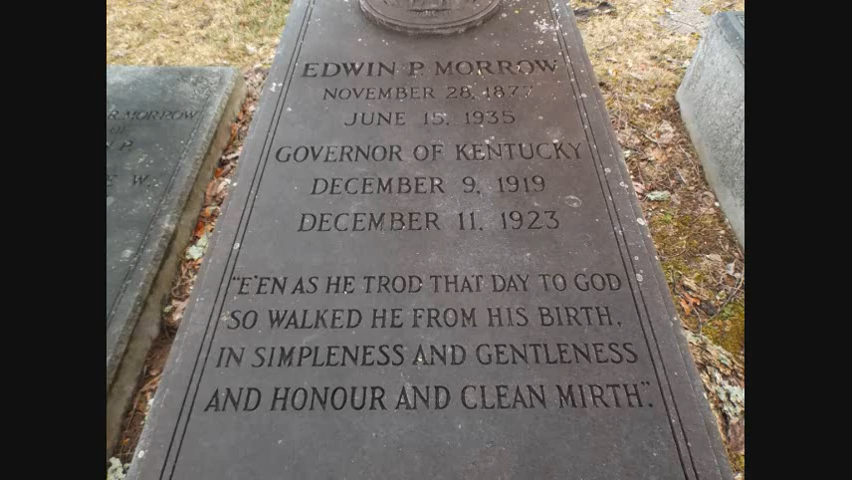 EDWIN P. MORROW
NOVEMBER 28, 1877
JUNE 15, 1935
GOVERNOR OF KENTUCKY
DECEMBER 9, 1919
DECEMBER 11, 1923
"E'EN AS HE TROD THAT DAY TO GOD
SO WALKED HE FROM HIS BIRTH,
IN SIMPLENESS AND GENTLENESS
AND HONOUR AND CLEAN MIRTH".
MORROW
P
W.